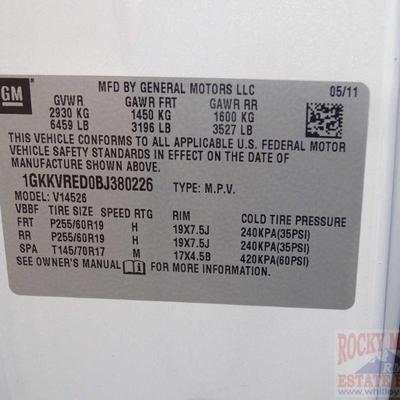 GM
MFD BY GENERAL MOTORS LLC 05/11
GVWR GAWR FRT GAWR RR
2930 KG 1450 KG 1600 KG
6459 LB 3196 LB 3527 LB
THIS VEHICLE CONFORMS TO ALL APPLICABLE U.S. FEDERAL MOTOR
VEHICLE SAFETY STANDARDS IN EFFECT ON THE DATE OF
MANUFACTURE SHOWN ABOVE.
1GKKVRED0BJ380226 TYPE: M.P.V.
MODEL: V14526
VBBF TIRE SIZE SPEED RTG RIM COLD TIRE PRESSURE
FRT P255/60R19 H 19X7.5J 240KPA(35PSI)
RR P255/60R19 H 19X7.5J 240KPA(35PSI)
SPA T145/70R17 M 17X4.5B 420KPA(60PSI)
SEE OWNER'S MANUAL FOR MORE INFORMATION
ROCKY M
ESTATE
www.whitley